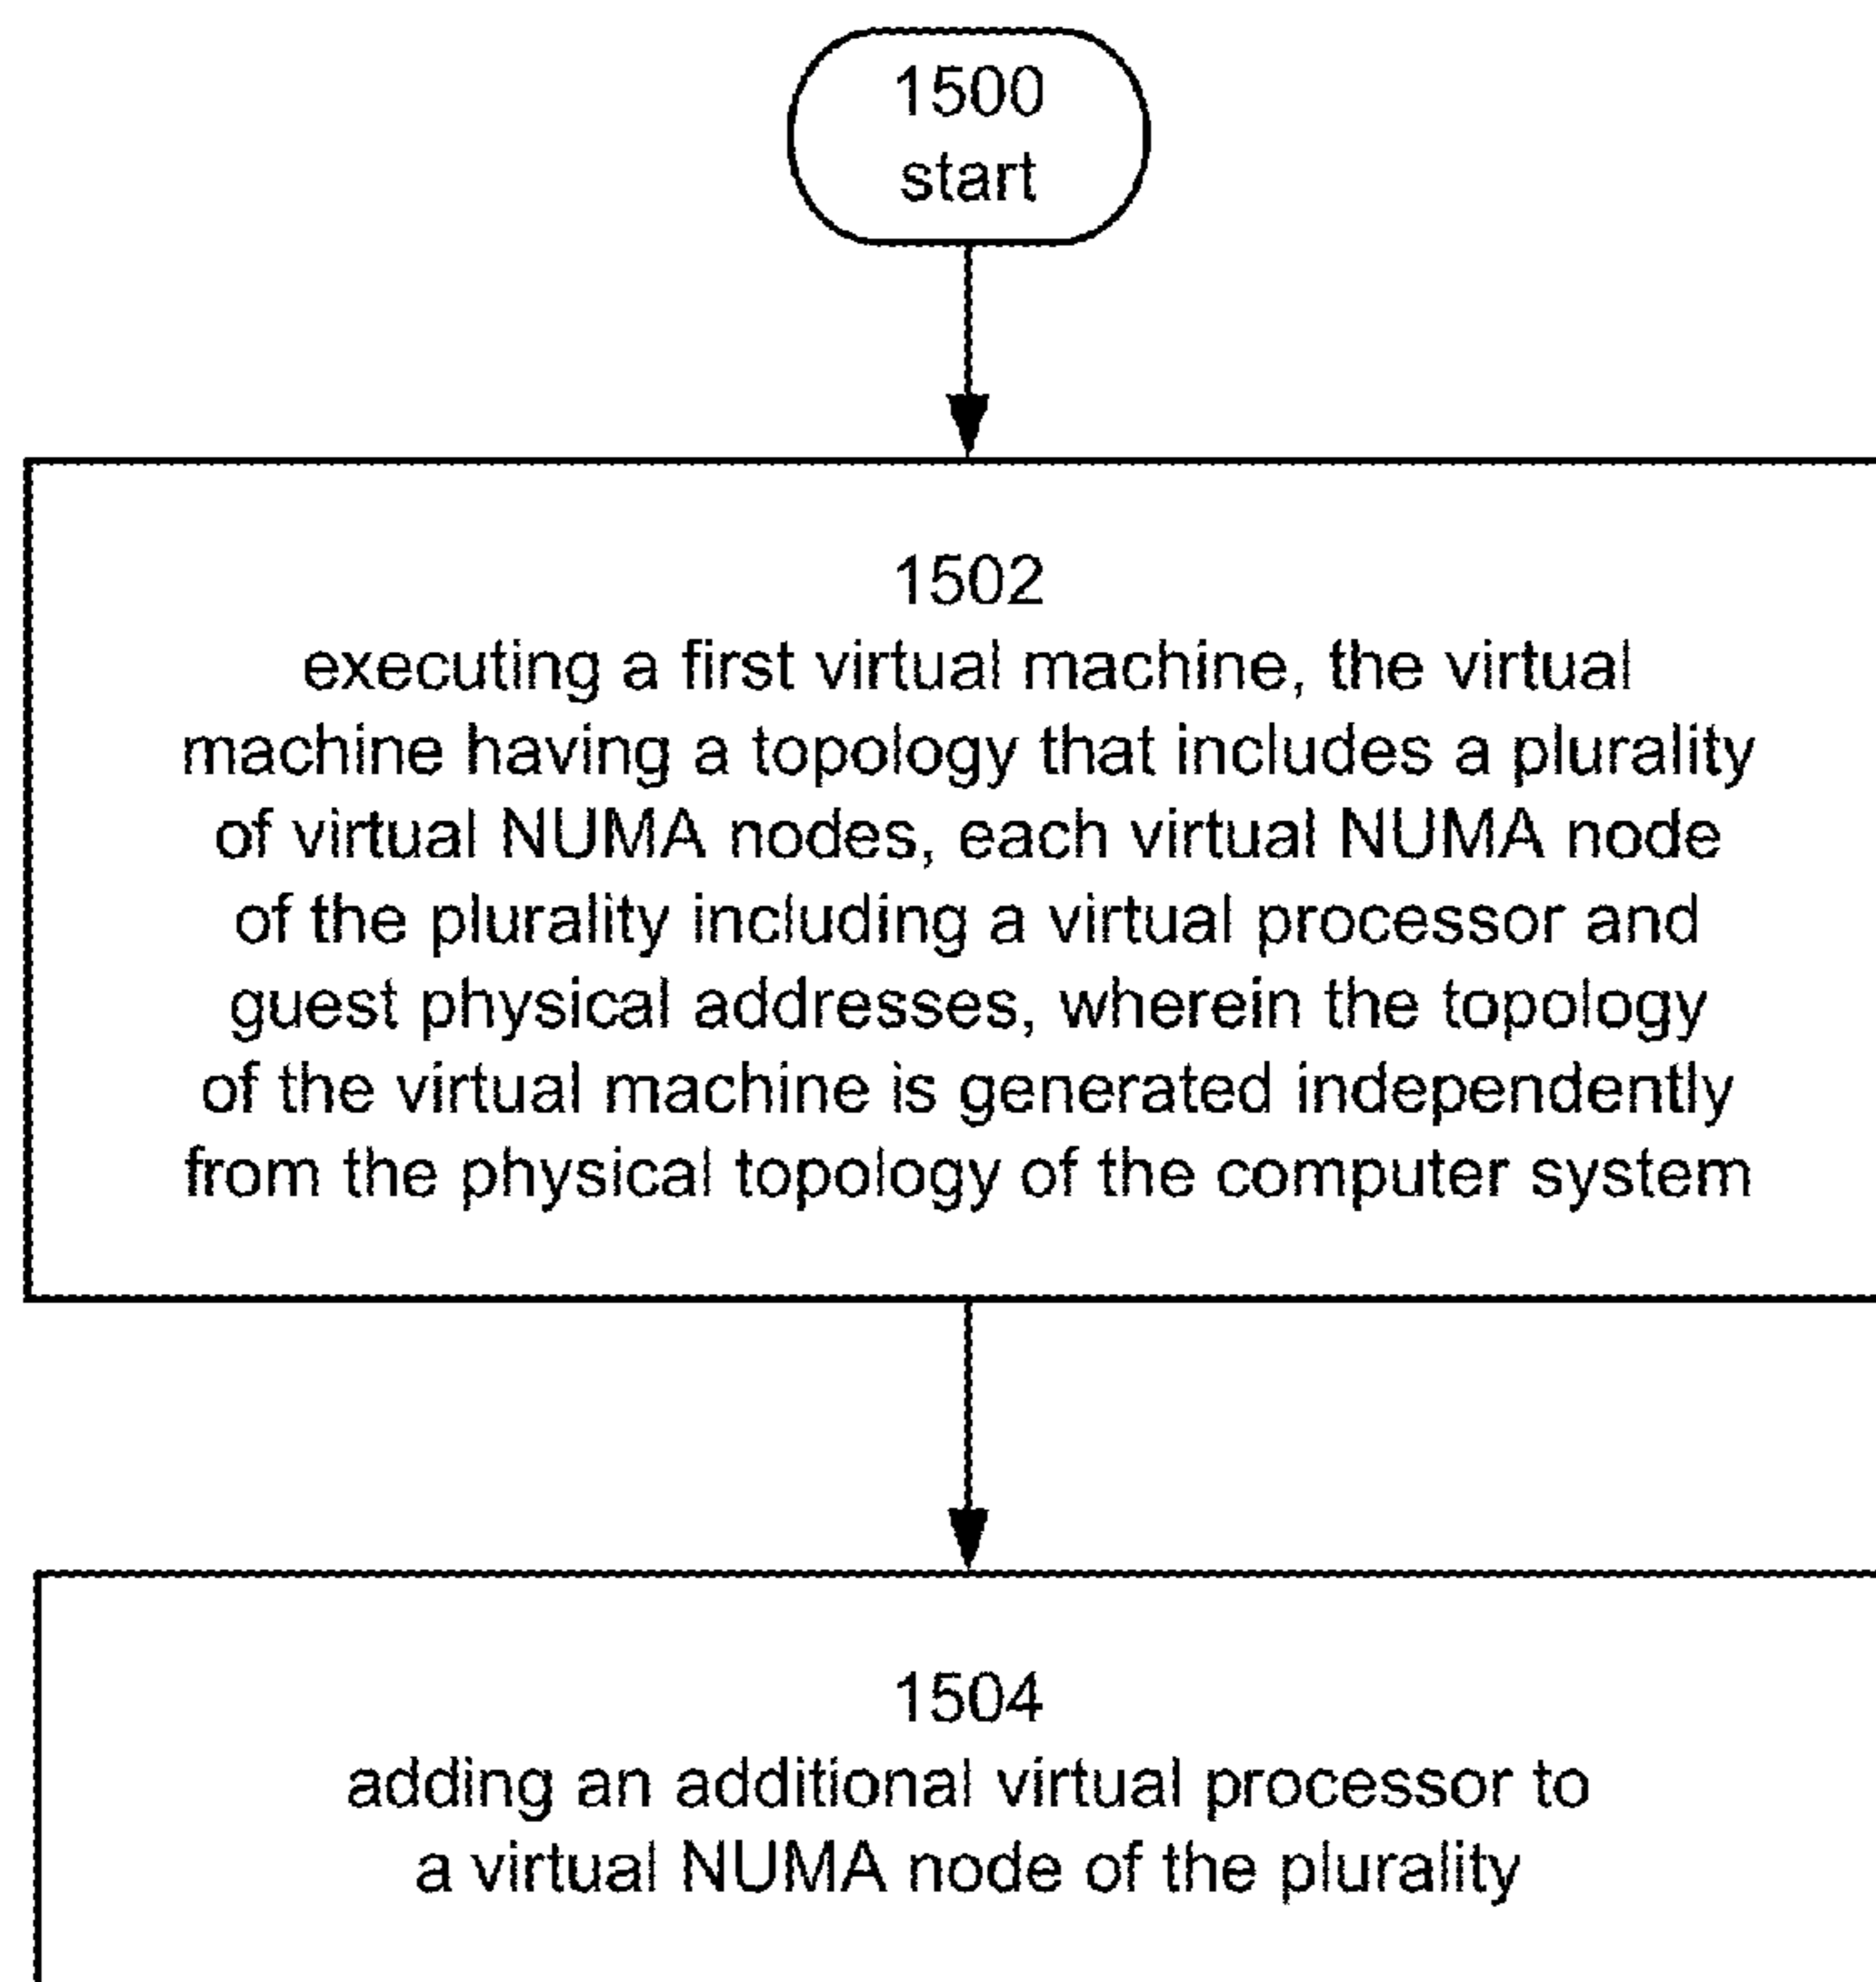 1500
start
1502
executing a first virtual machine, the virtual
machine having a topology that includes a plurality
of virtual NUMA nodes, each virtual NUMA node
of the plurality including a virtual processor and
guest physical addresses, wherein the topology
of the virtual machine is generated independently
from the physical topology of the computer system
1504
adding an additional virtual processor to
a virtual NUMA node of the plurality